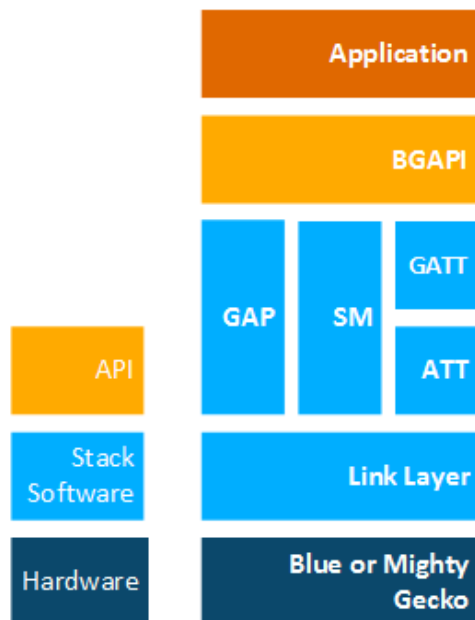 Application
BGAPI
GATT
GAP
SM
ATT
API
Link Layer
Stack
Software
Blue or Mighty
Gecko
Hardware